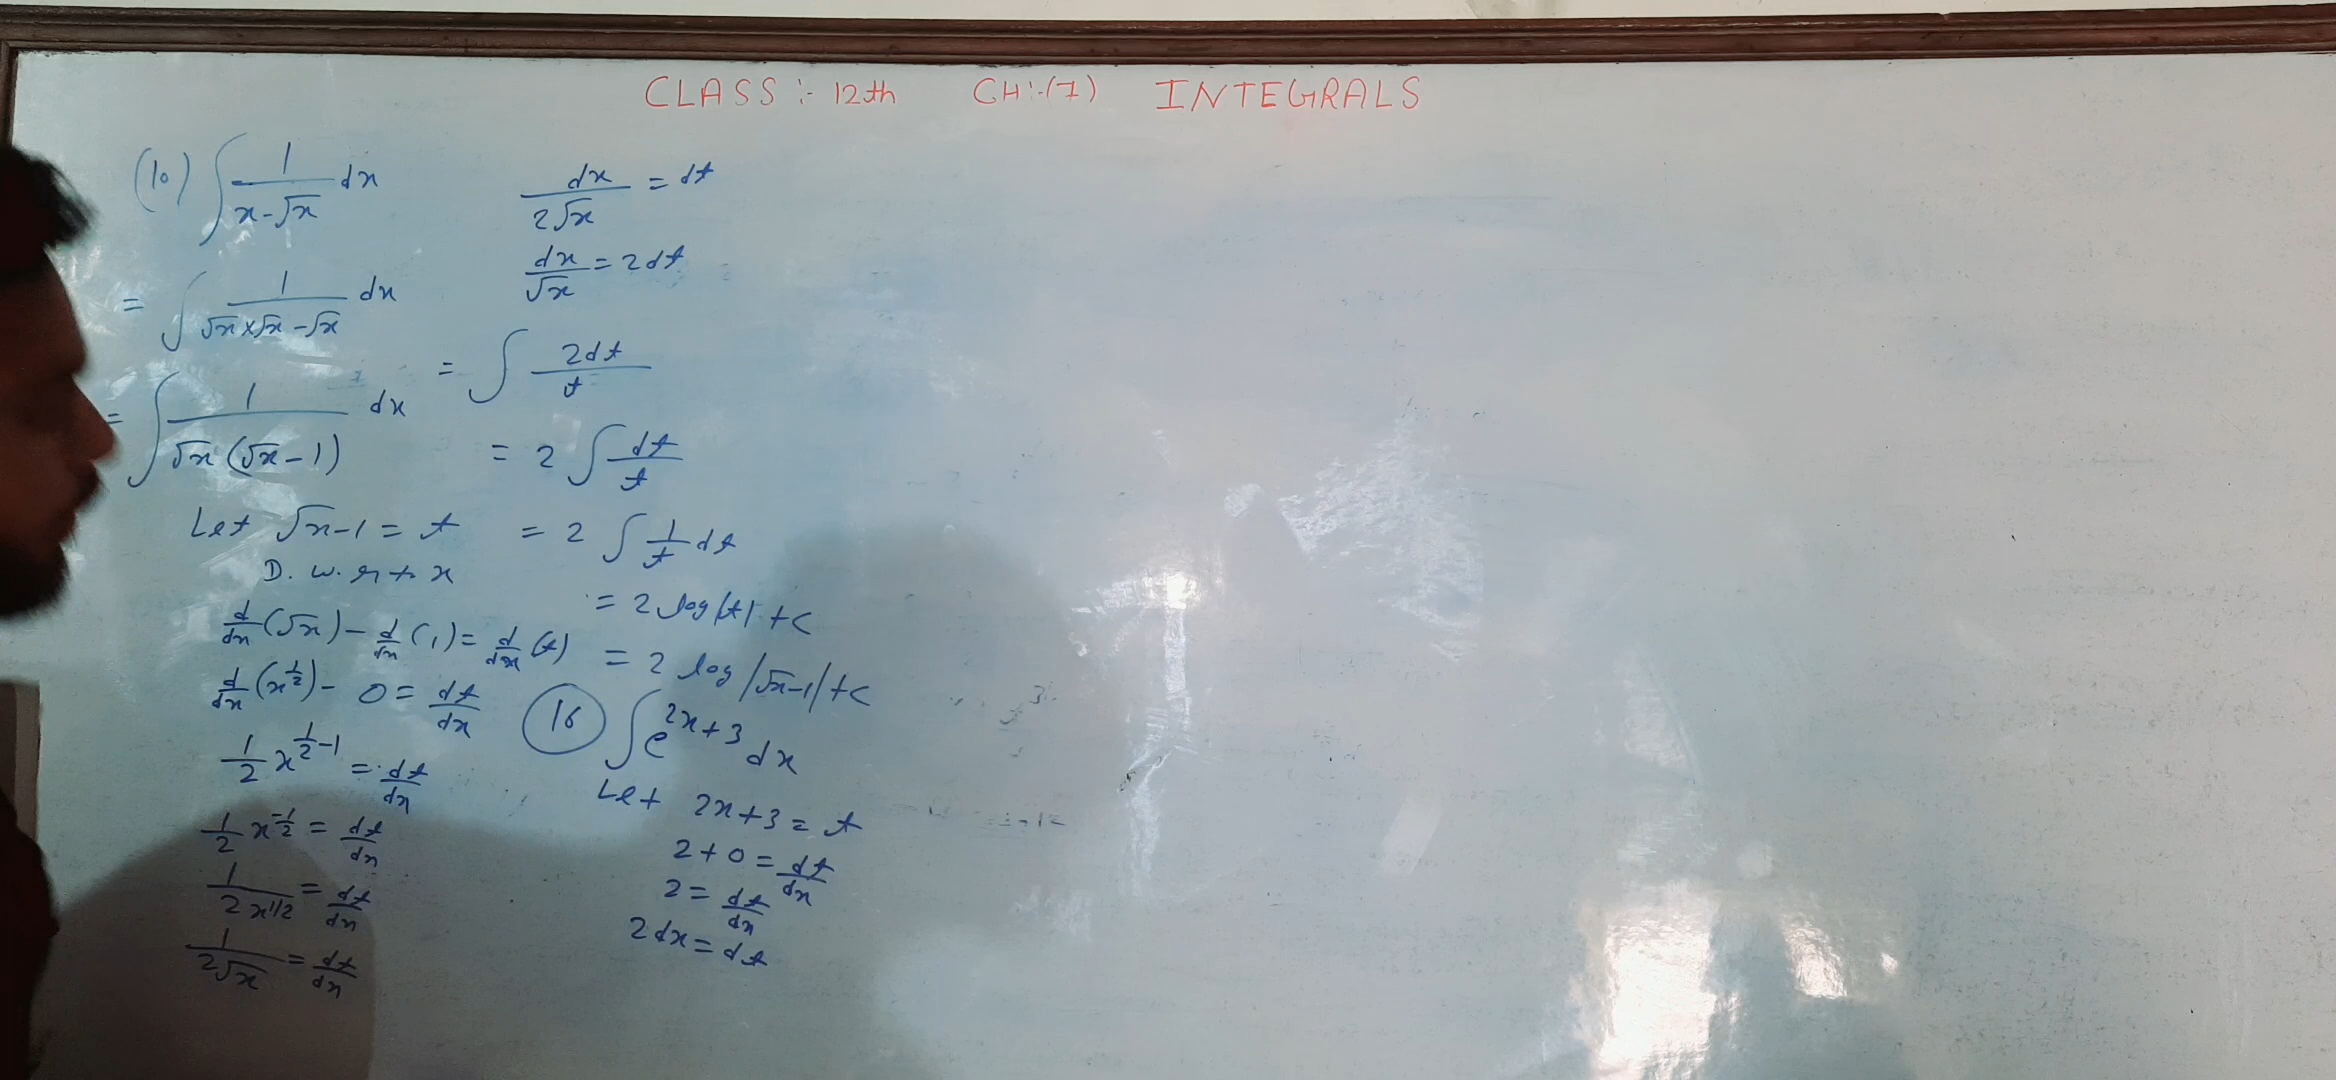 CLASS :- 12th CH:-(7) INTEGRALS
(10) ∫ 1/(x-√x) dx
= ∫ 1/(√x×√x-√x) dx
= ∫ 1/(√x(√x-1)) dx
Let √x-1 = t
D. w. r. t. x
d/dx (√x) - d/dx (1) = d/dx (t)
d/dx (x^1/2) - 0 = dt/dx
1/2 x^(1/2-1) = dt/dx
1/2 x^(-1/2) = dt/dx
1/(2x^1/2) = dt/dx
1/(2√x) = dt/dx
dx/(2√x) = dt
dx/√x = 2dt
= ∫ 2dt/t
= 2 ∫ dt/t
= 2 ∫ 1/t dt
= 2 log|t| + c
= 2 log |√x-1| + c
(16) ∫ e^(2x+3) dx
Let 2x+3 = t
2+0 = dt/dx
2 = dt/dx
2dx = dt